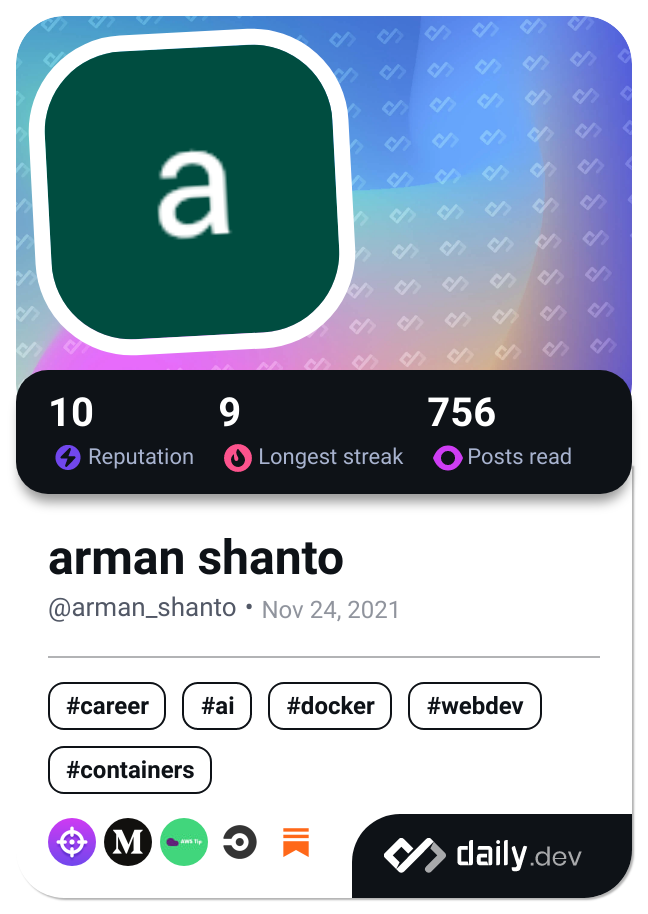 a
10 9 756
Reputation Longest streak Posts read
arman shanto
@arman_shanto • Nov 24, 2021
#career #ai #docker #webdev
#containers
M AWS Tip
daily.dev